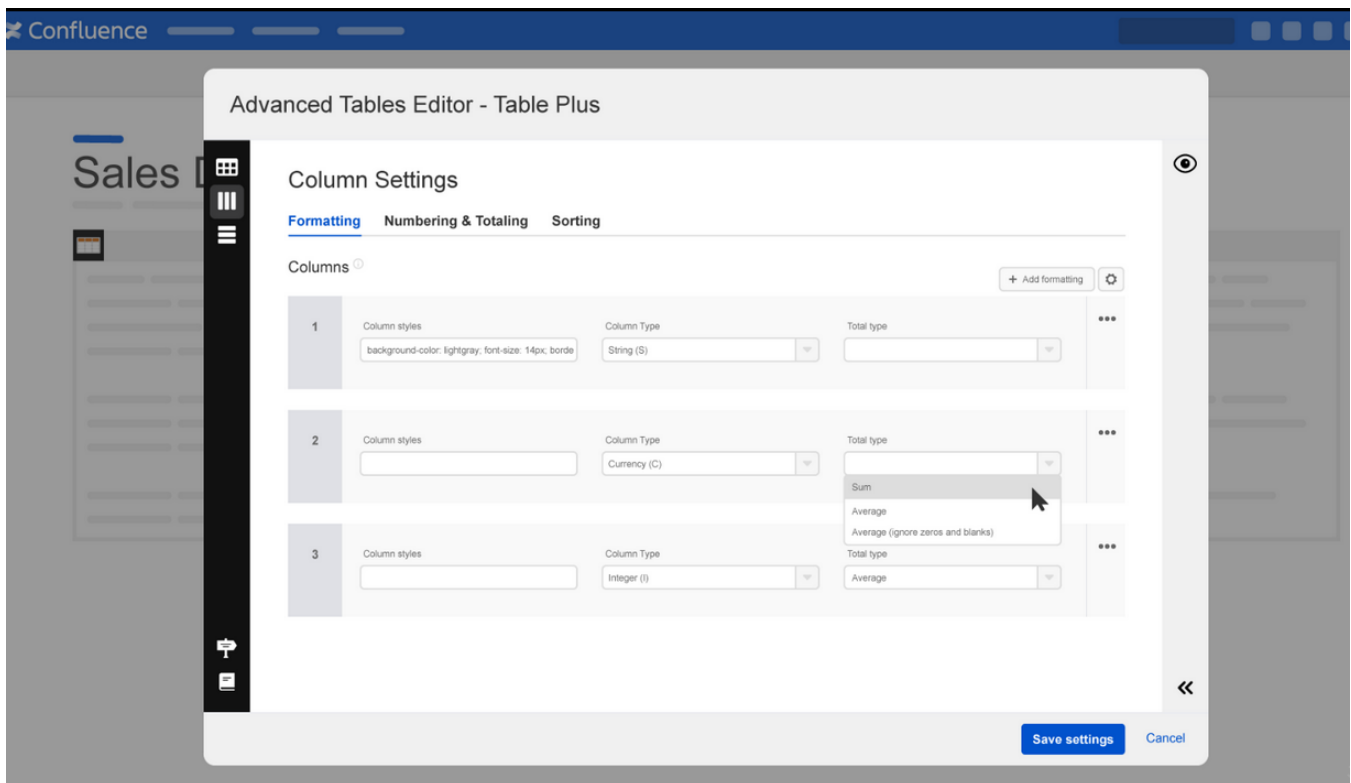 Confluence
Advanced Tables Editor - Table Plus
Sales
Column Settings
Formatting Numbering & Totaling Sorting
Columns
+ Add formatting
1 Column styles Column Type Total type
background-color: lightgray; font-size: 14px; borde String (S)
2 Column styles Column Type Total type
Currency (C)
Sum
Average
Average (ignore zeros and blanks)
3 Column styles Column Type Total type
Integer (I) Average
Save settings Cancel